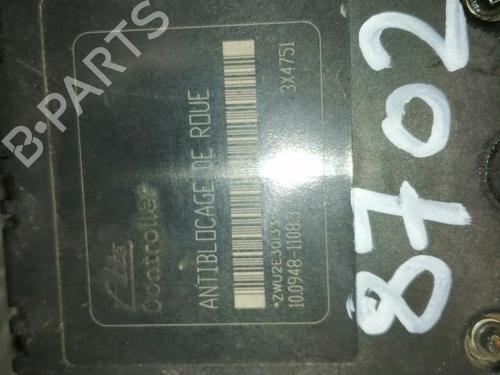 B-PARTS
Ate
Controller
ANTIBLOCAGE DE ROUE
3X4751
10.0948-1108.3
8702